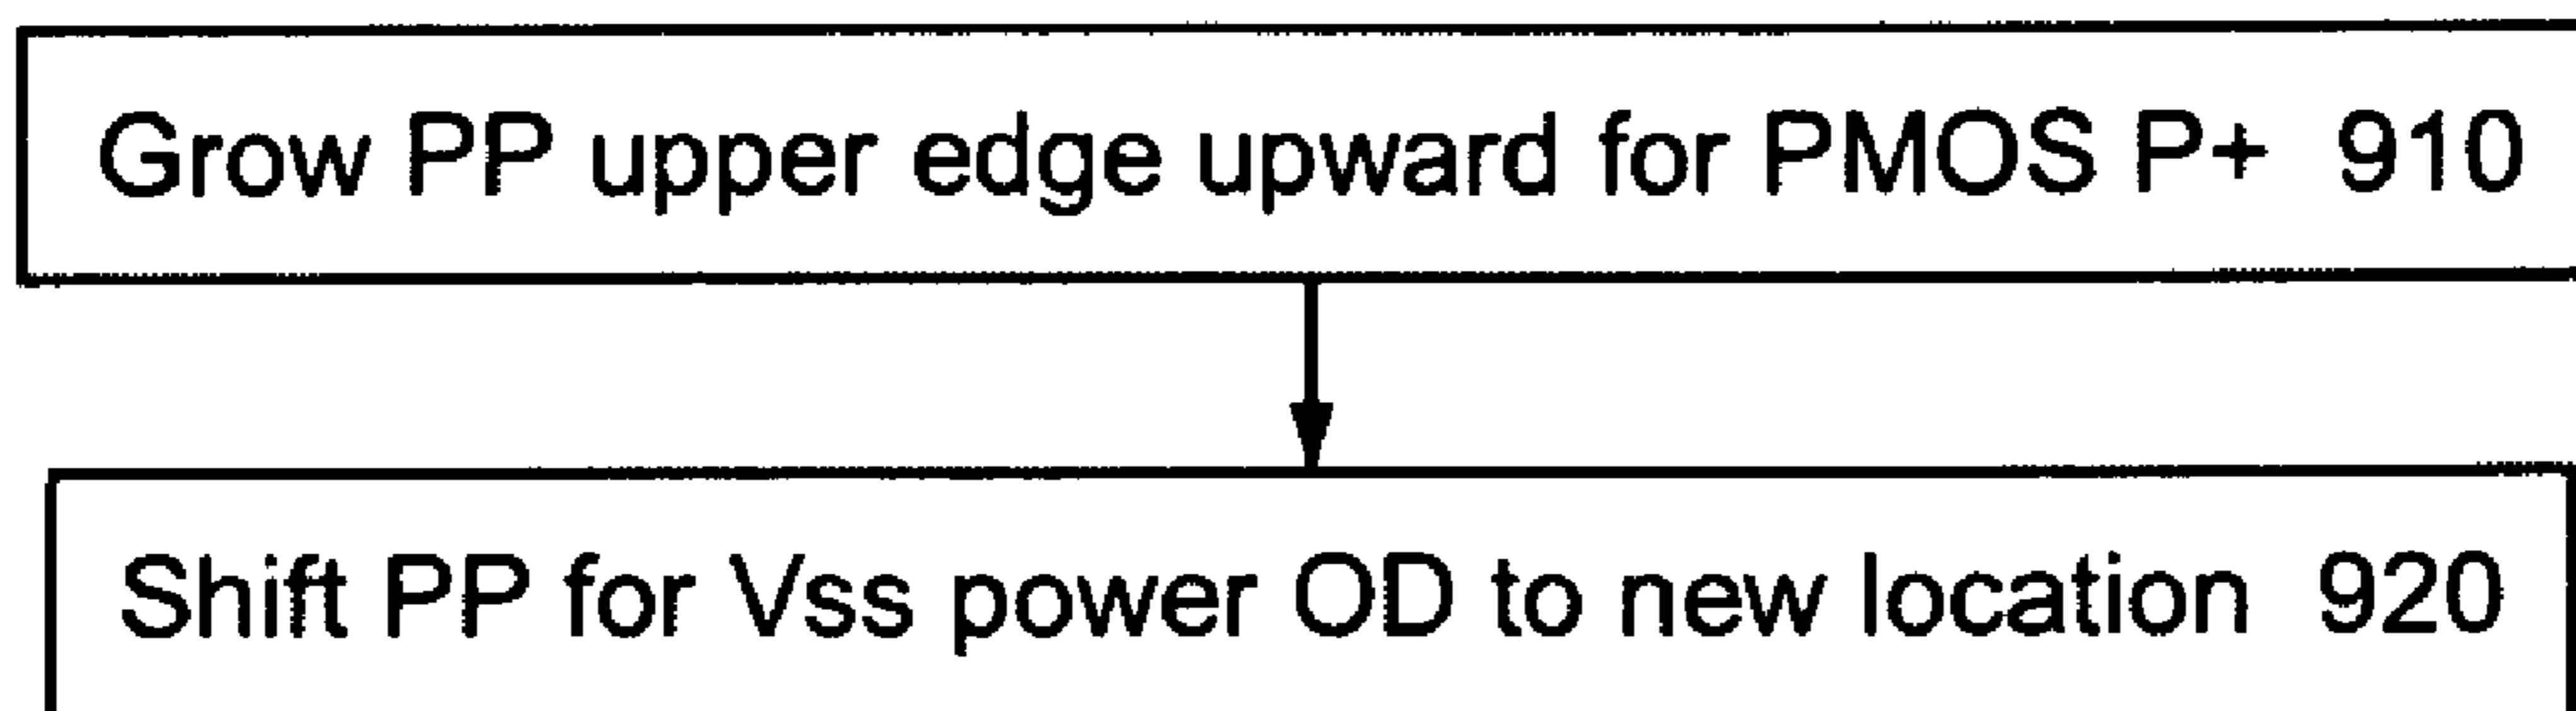 Grow PP upper edge upward for PMOS P+ 910
Shift PP for Vss power OD to new location 920